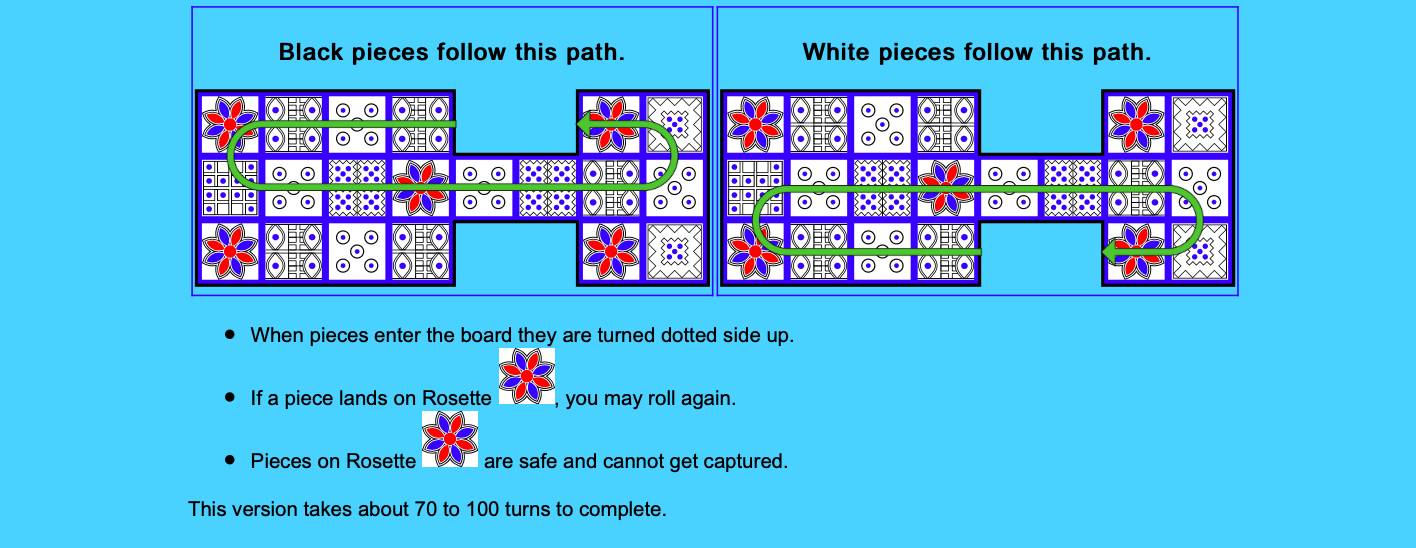 Black pieces follow this path.
White pieces follow this path.
When pieces enter the board they are turned dotted side up.
If a piece lands on Rosette , you may roll again.
Pieces on Rosette are safe and cannot get captured.
This version takes about 70 to 100 turns to complete.